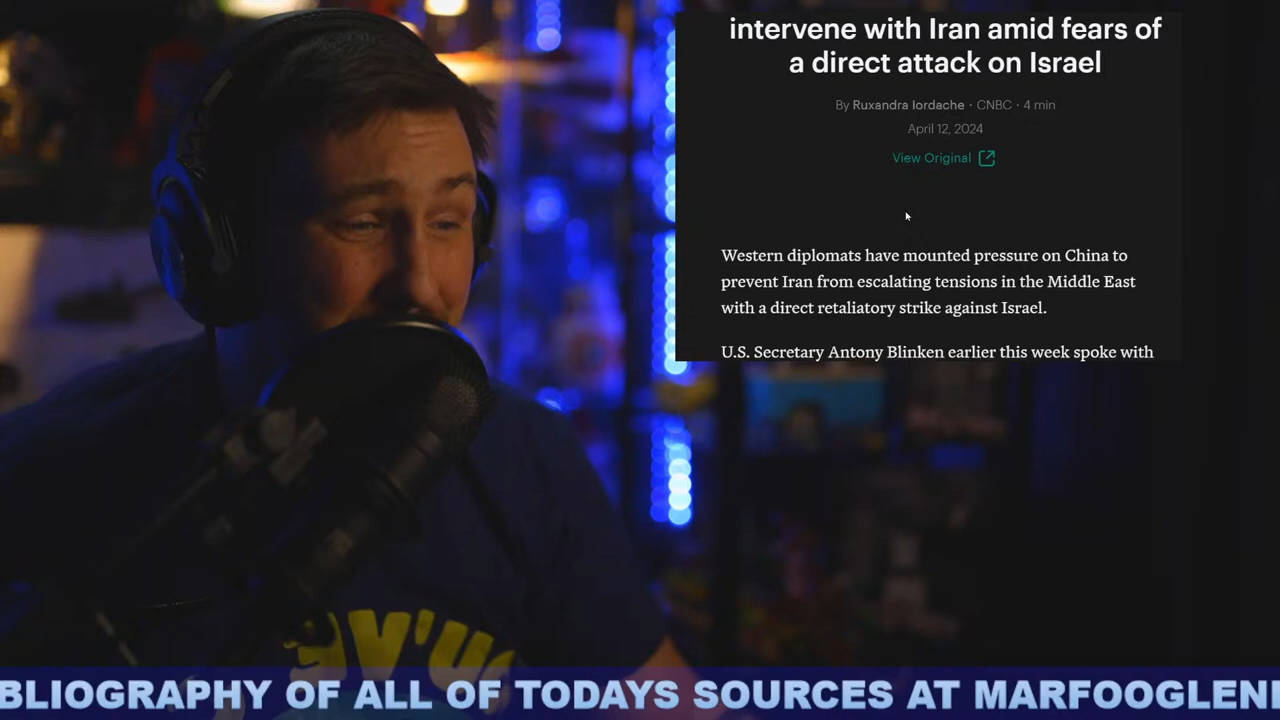 intervene with Iran amid fears of
a direct attack on Israel
By Ruxandra Iordache · CNBC · 4 min
April 12, 2024
View Original
Western diplomats have mounted pressure on China to
prevent Iran from escalating tensions in the Middle East
with a direct retaliatory strike against Israel.
U.S. Secretary Antony Blinken earlier this week spoke with
BLIOGRAPHY OF ALL OF TODAYS SOURCES AT MARFOOGLEN